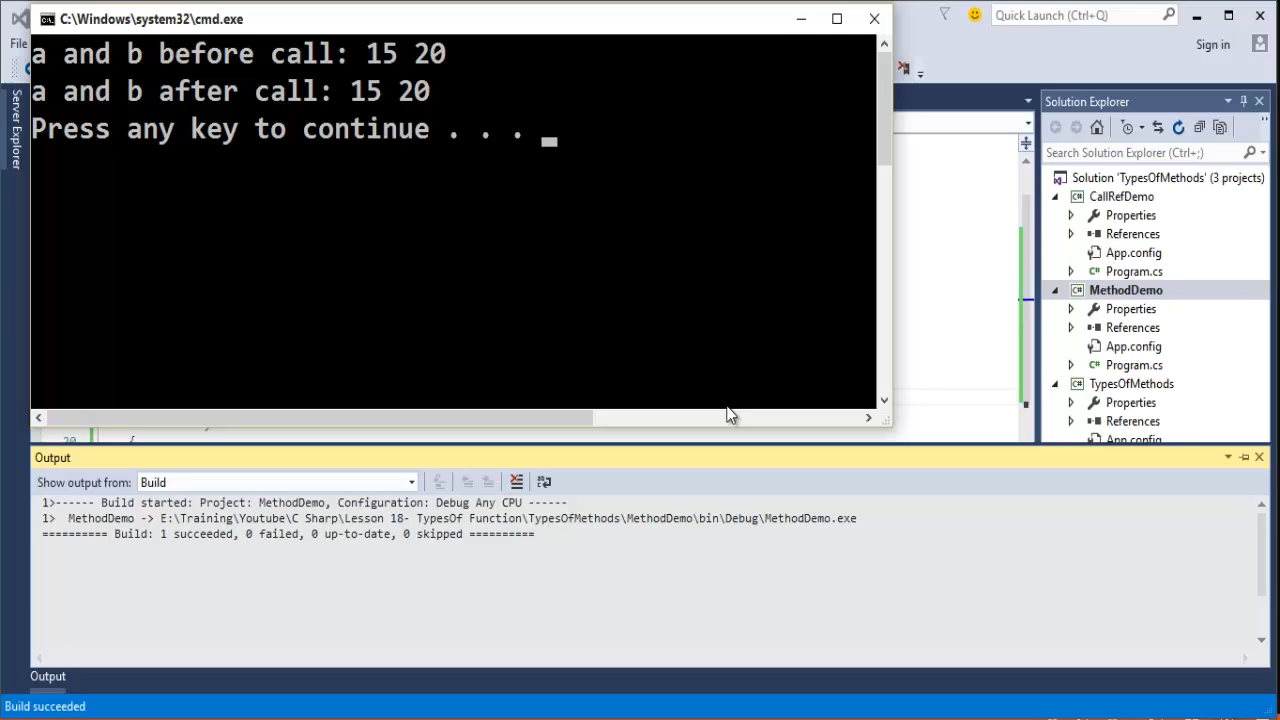 C:\Windows\system32\cmd.exe
Quick Launch (Ctrl+Q)
File
Sign in
a and b before call: 15 20
a and b after call: 15 20
Press any key to continue . . .
Server Explorer
Solution Explorer
Search Solution Explorer (Ctrl+;)
Solution 'TypesOfMethods' (3 projects)
C# CallRefDemo
Properties
References
App.config
C# Program.cs
C# MethodDemo
Properties
References
App.config
C# Program.cs
C# TypesOfMethods
Properties
References
App.config
20 {
Output
Show output from: Build
1>------ Build started: Project: MethodDemo, Configuration: Debug Any CPU ------
1>  MethodDemo -> E:\Training\Youtube\C Sharp\Lesson 18- TypesOf Function\TypesOfMethods\MethodDemo\bin\Debug\MethodDemo.exe
========== Build: 1 succeeded, 0 failed, 0 up-to-date, 0 skipped ==========
Output
Build succeeded